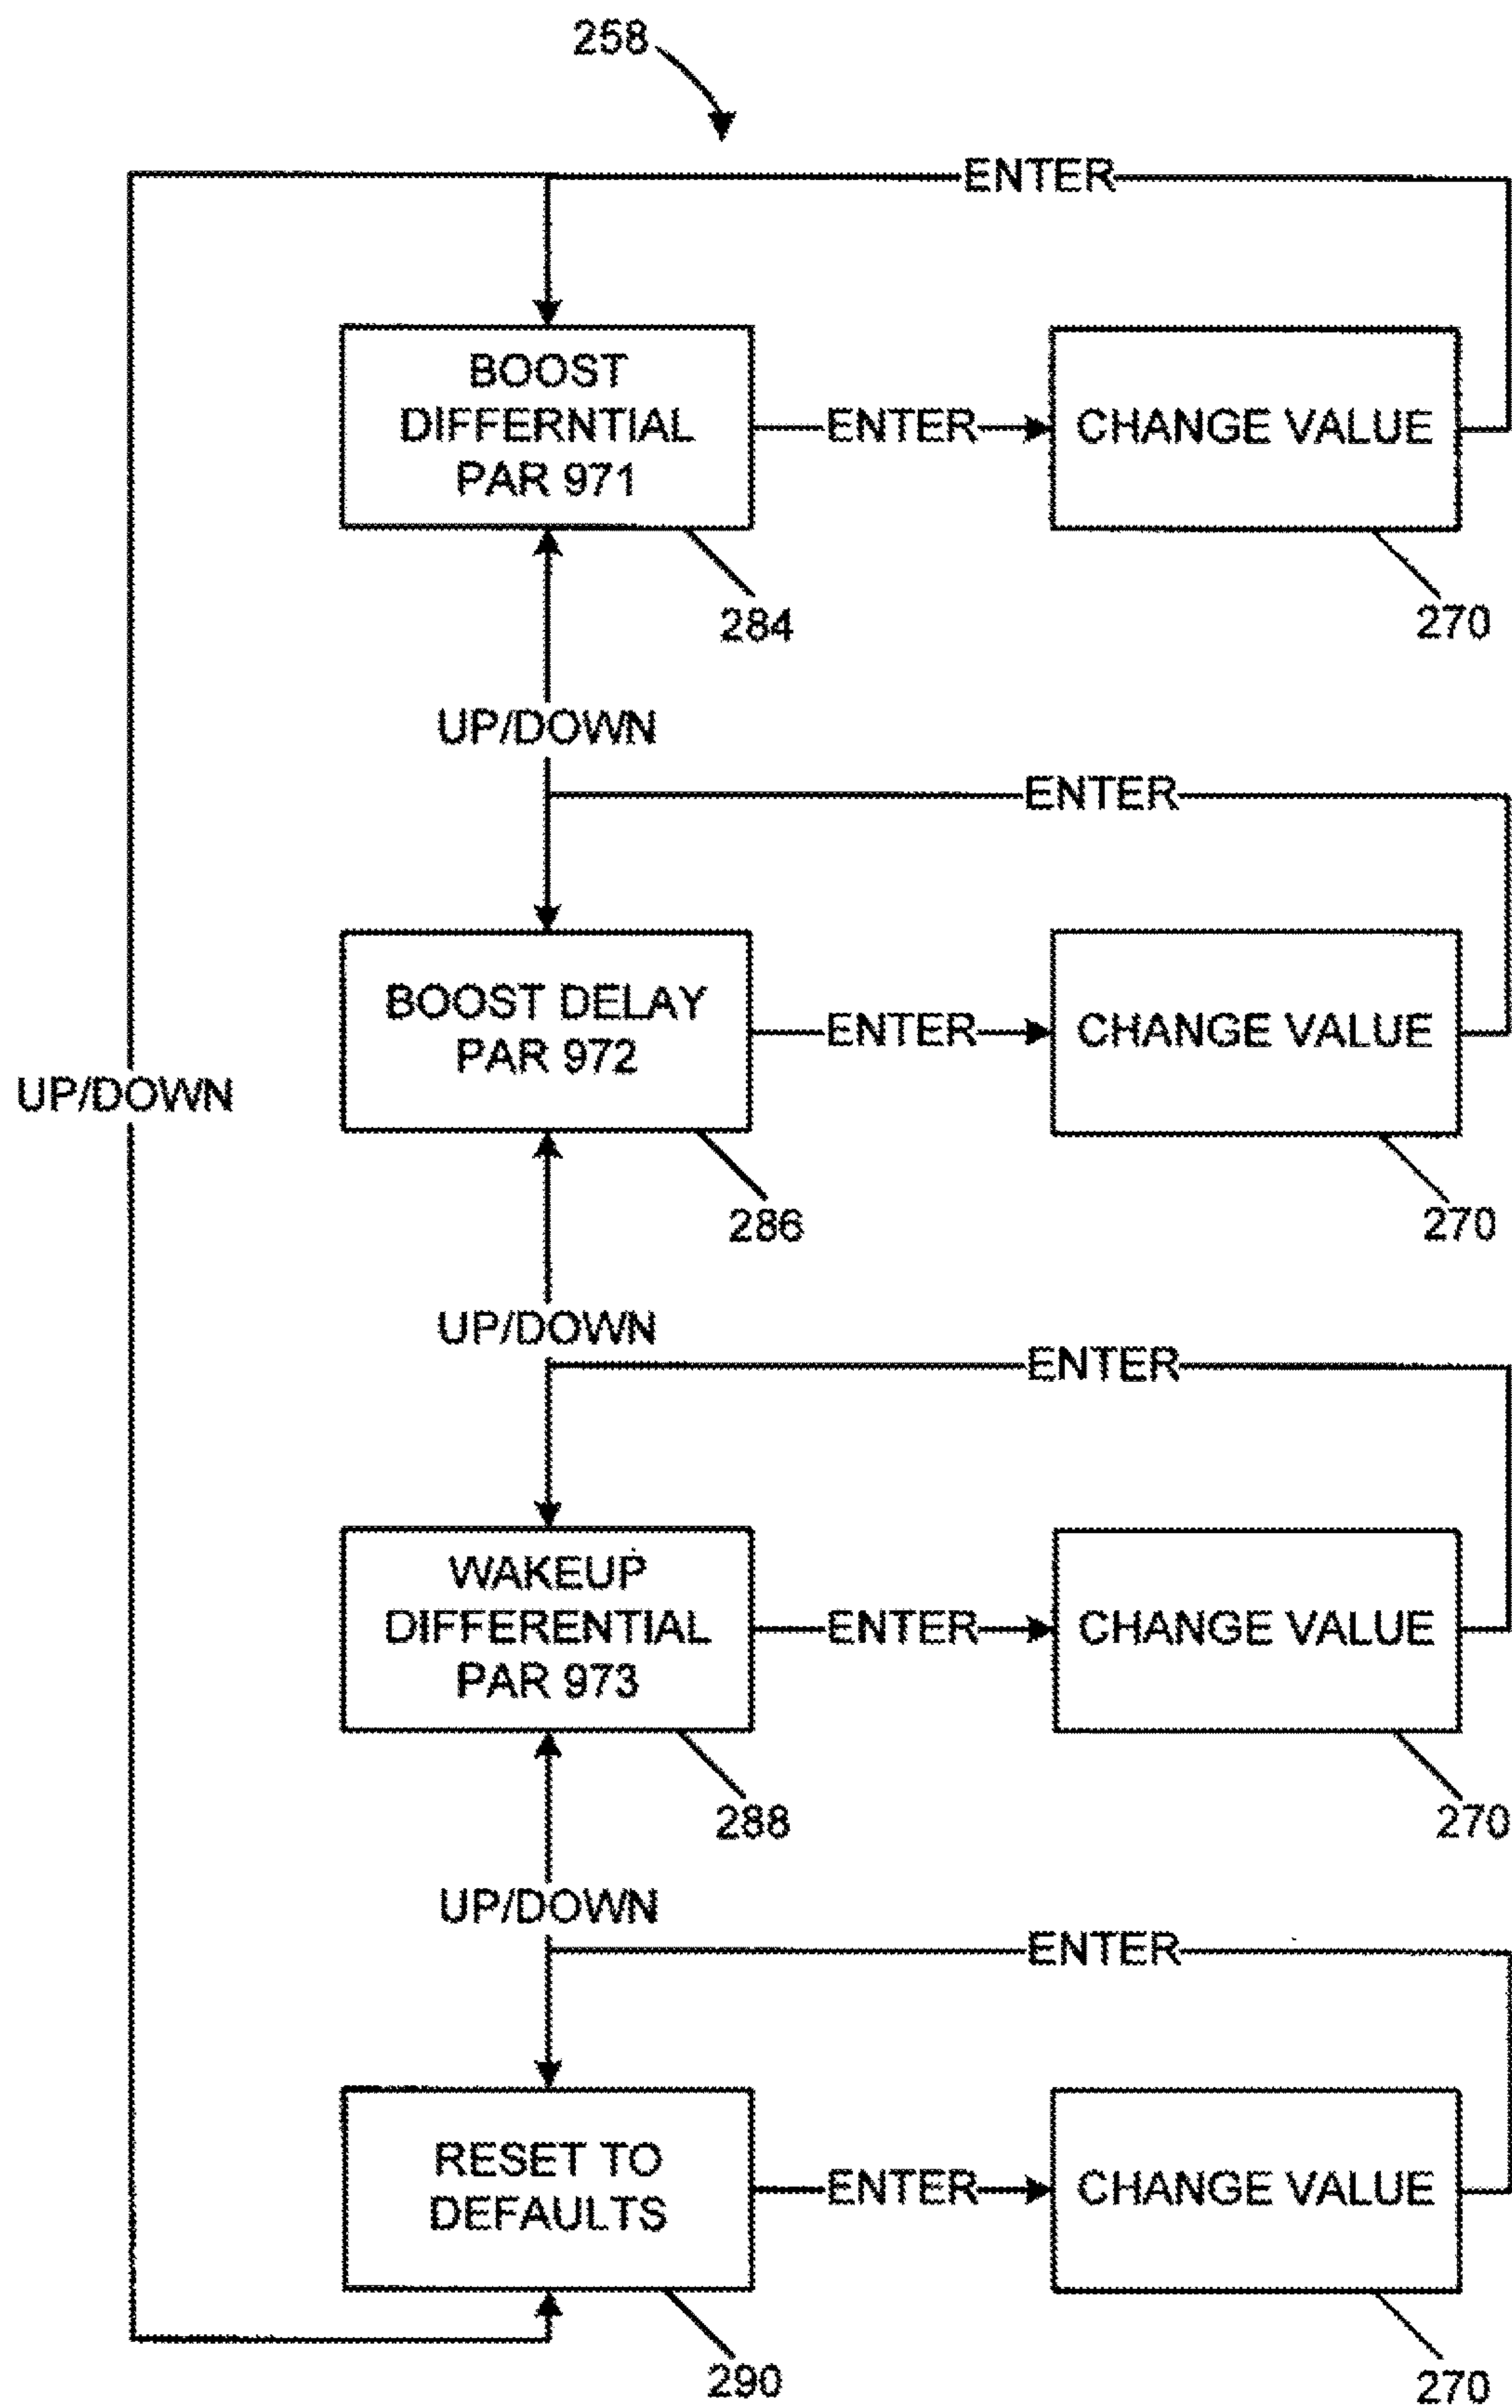 258
ENTER
BOOST
DIFFERNTIAL
PAR 971
ENTER
CHANGE VALUE
284
270
UP/DOWN
ENTER
BOOST DELAY
PAR 972
ENTER
CHANGE VALUE
UP/DOWN
286
270
UP/DOWN
ENTER
WAKEUP
DIFFERENTIAL
PAR 973
ENTER
CHANGE VALUE
288
270
UP/DOWN
ENTER
RESET TO
DEFAULTS
ENTER
CHANGE VALUE
290
270